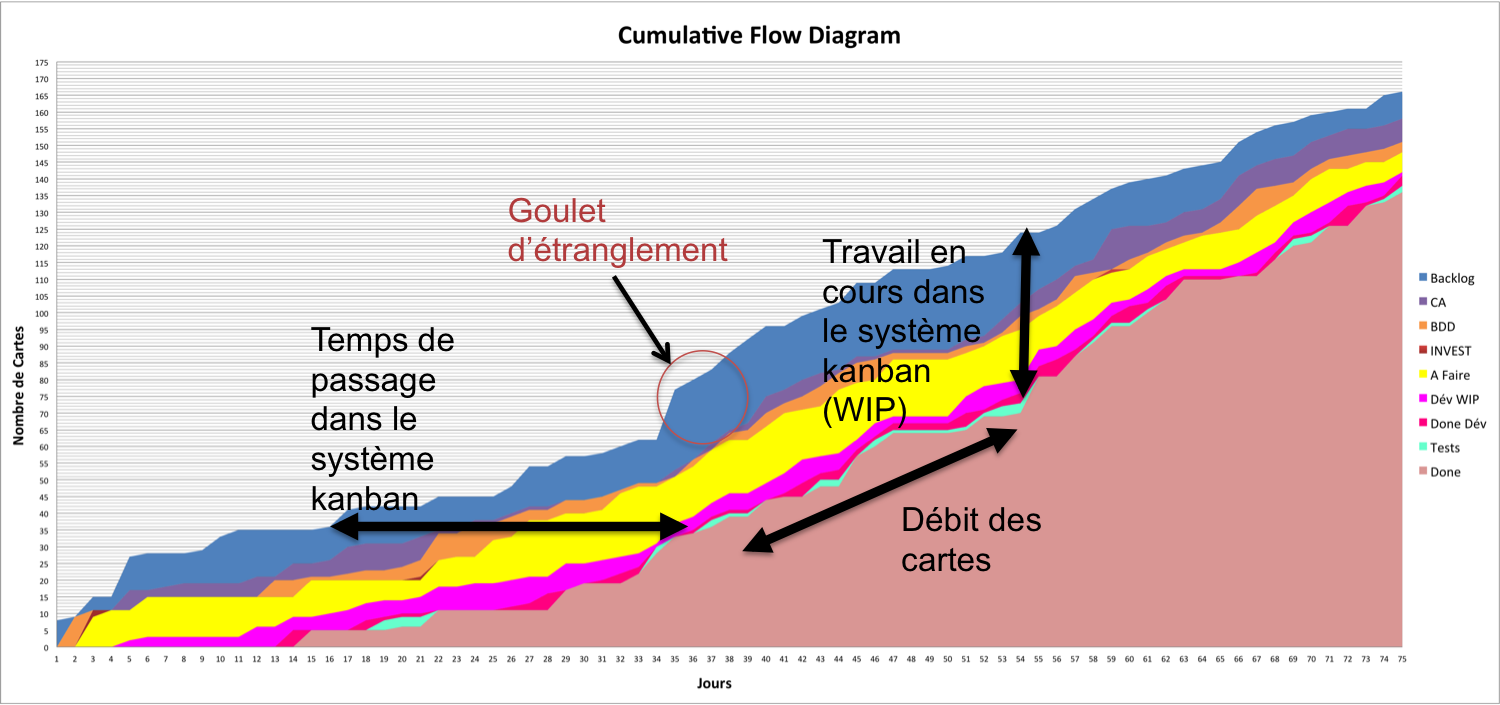 Cumulative Flow Diagram
Nombre de Cartes
175
170
165
160
155
150
145
140
135
130
125
120
115
110
105
100
95
90
85
80
75
70
65
60
55
50
45
40
35
30
25
20
15
10
5
0
Goulet
d’étranglement
Temps de
passage
dans le
système
kanban
Travail en
cours dans
le système
kanban
(WIP)
Débit des
cartes
Backlog
CA
BDD
INVEST
A Faire
Dév WIP
Done Dév
Tests
Done
1 2 3 4 5 6 7 8 9 10 11 12 13 14 15 16 17 18 19 20 21 22 23 24 25 26 27 28 29 30 31 32 33 34 35 36 37 38 39 40 41 42 43 44 45 46 47 48 49 50 51 52 53 54 55 56 57 58 59 60 61 62 63 64 65 66 67 68 69 70 71 72 73 74 75
Jours